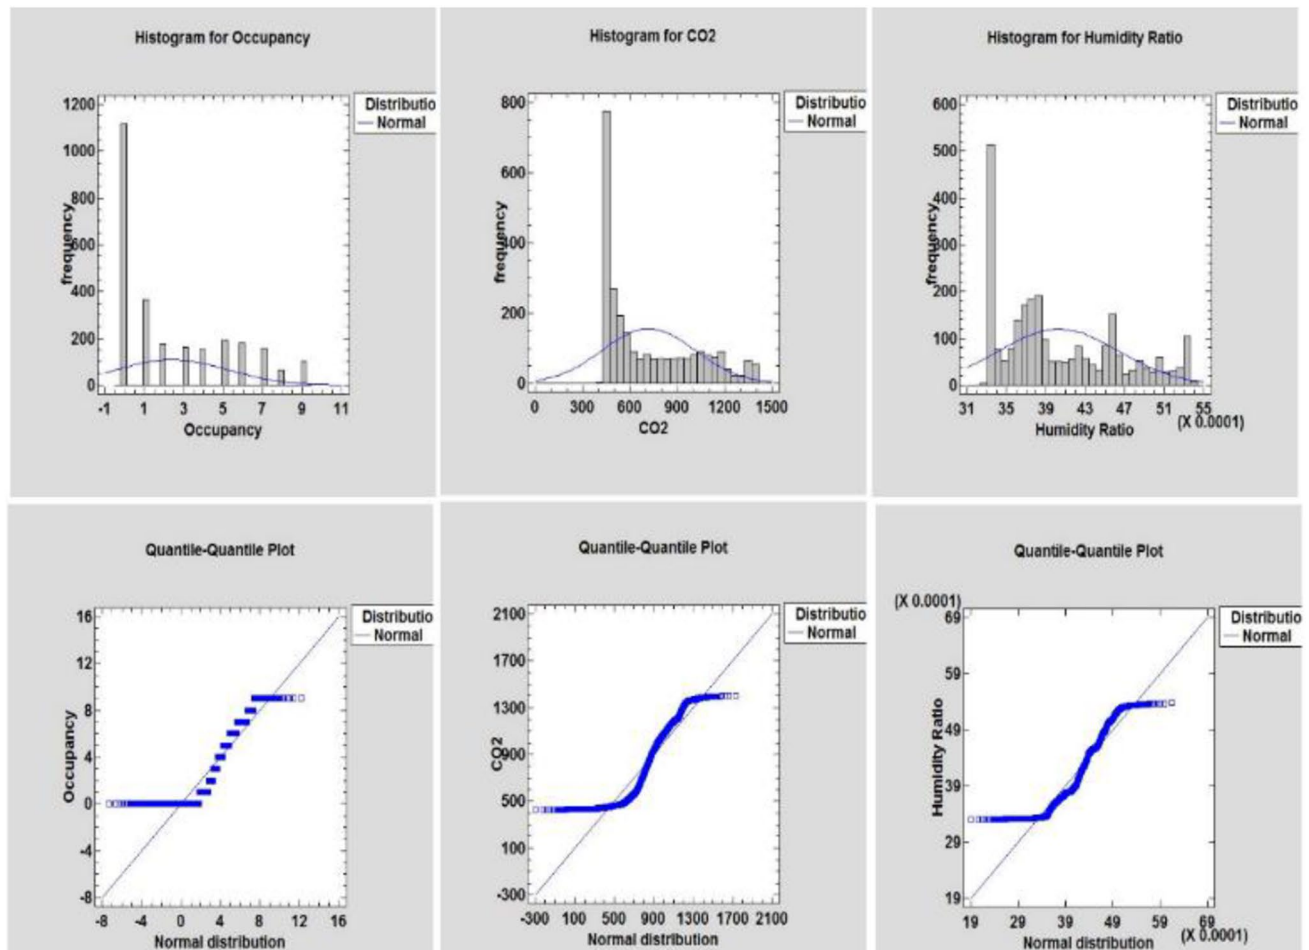 Histogram for Occupancy
Distributio
Normal
1200
1000
800
600
400
200
0
frequency
-1 1 3 5 7 9 11
Occupancy
Histogram for CO2
Distributio
Normal
800
600
400
200
0
frequency
0 300 600 900 1200 1500
CO2
Histogram for Humidity Ratio
Distributio
Normal
600
500
400
300
200
100
0
frequency
31 35 39 43 47 51 55
(X 0.0001)
Humidity Ratio
Quantile-Quantile Plot
Distributio
Normal
16
12
8
4
0
-4
-8
Occupancy
-8 -4 0 4 8 12 16
Normal distribution
Quantile-Quantile Plot
Distributio
Normal
2100
1700
1300
900
500
100
-300
CO2
-300 100 500 900 1300 1700 2100
Normal distribution
Quantile-Quantile Plot
(X 0.0001)
Distributio
Normal
69
59
49
39
29
19
Humidity Ratio
19 29 39 49 59 69
(X 0.0001)
Normal distribution